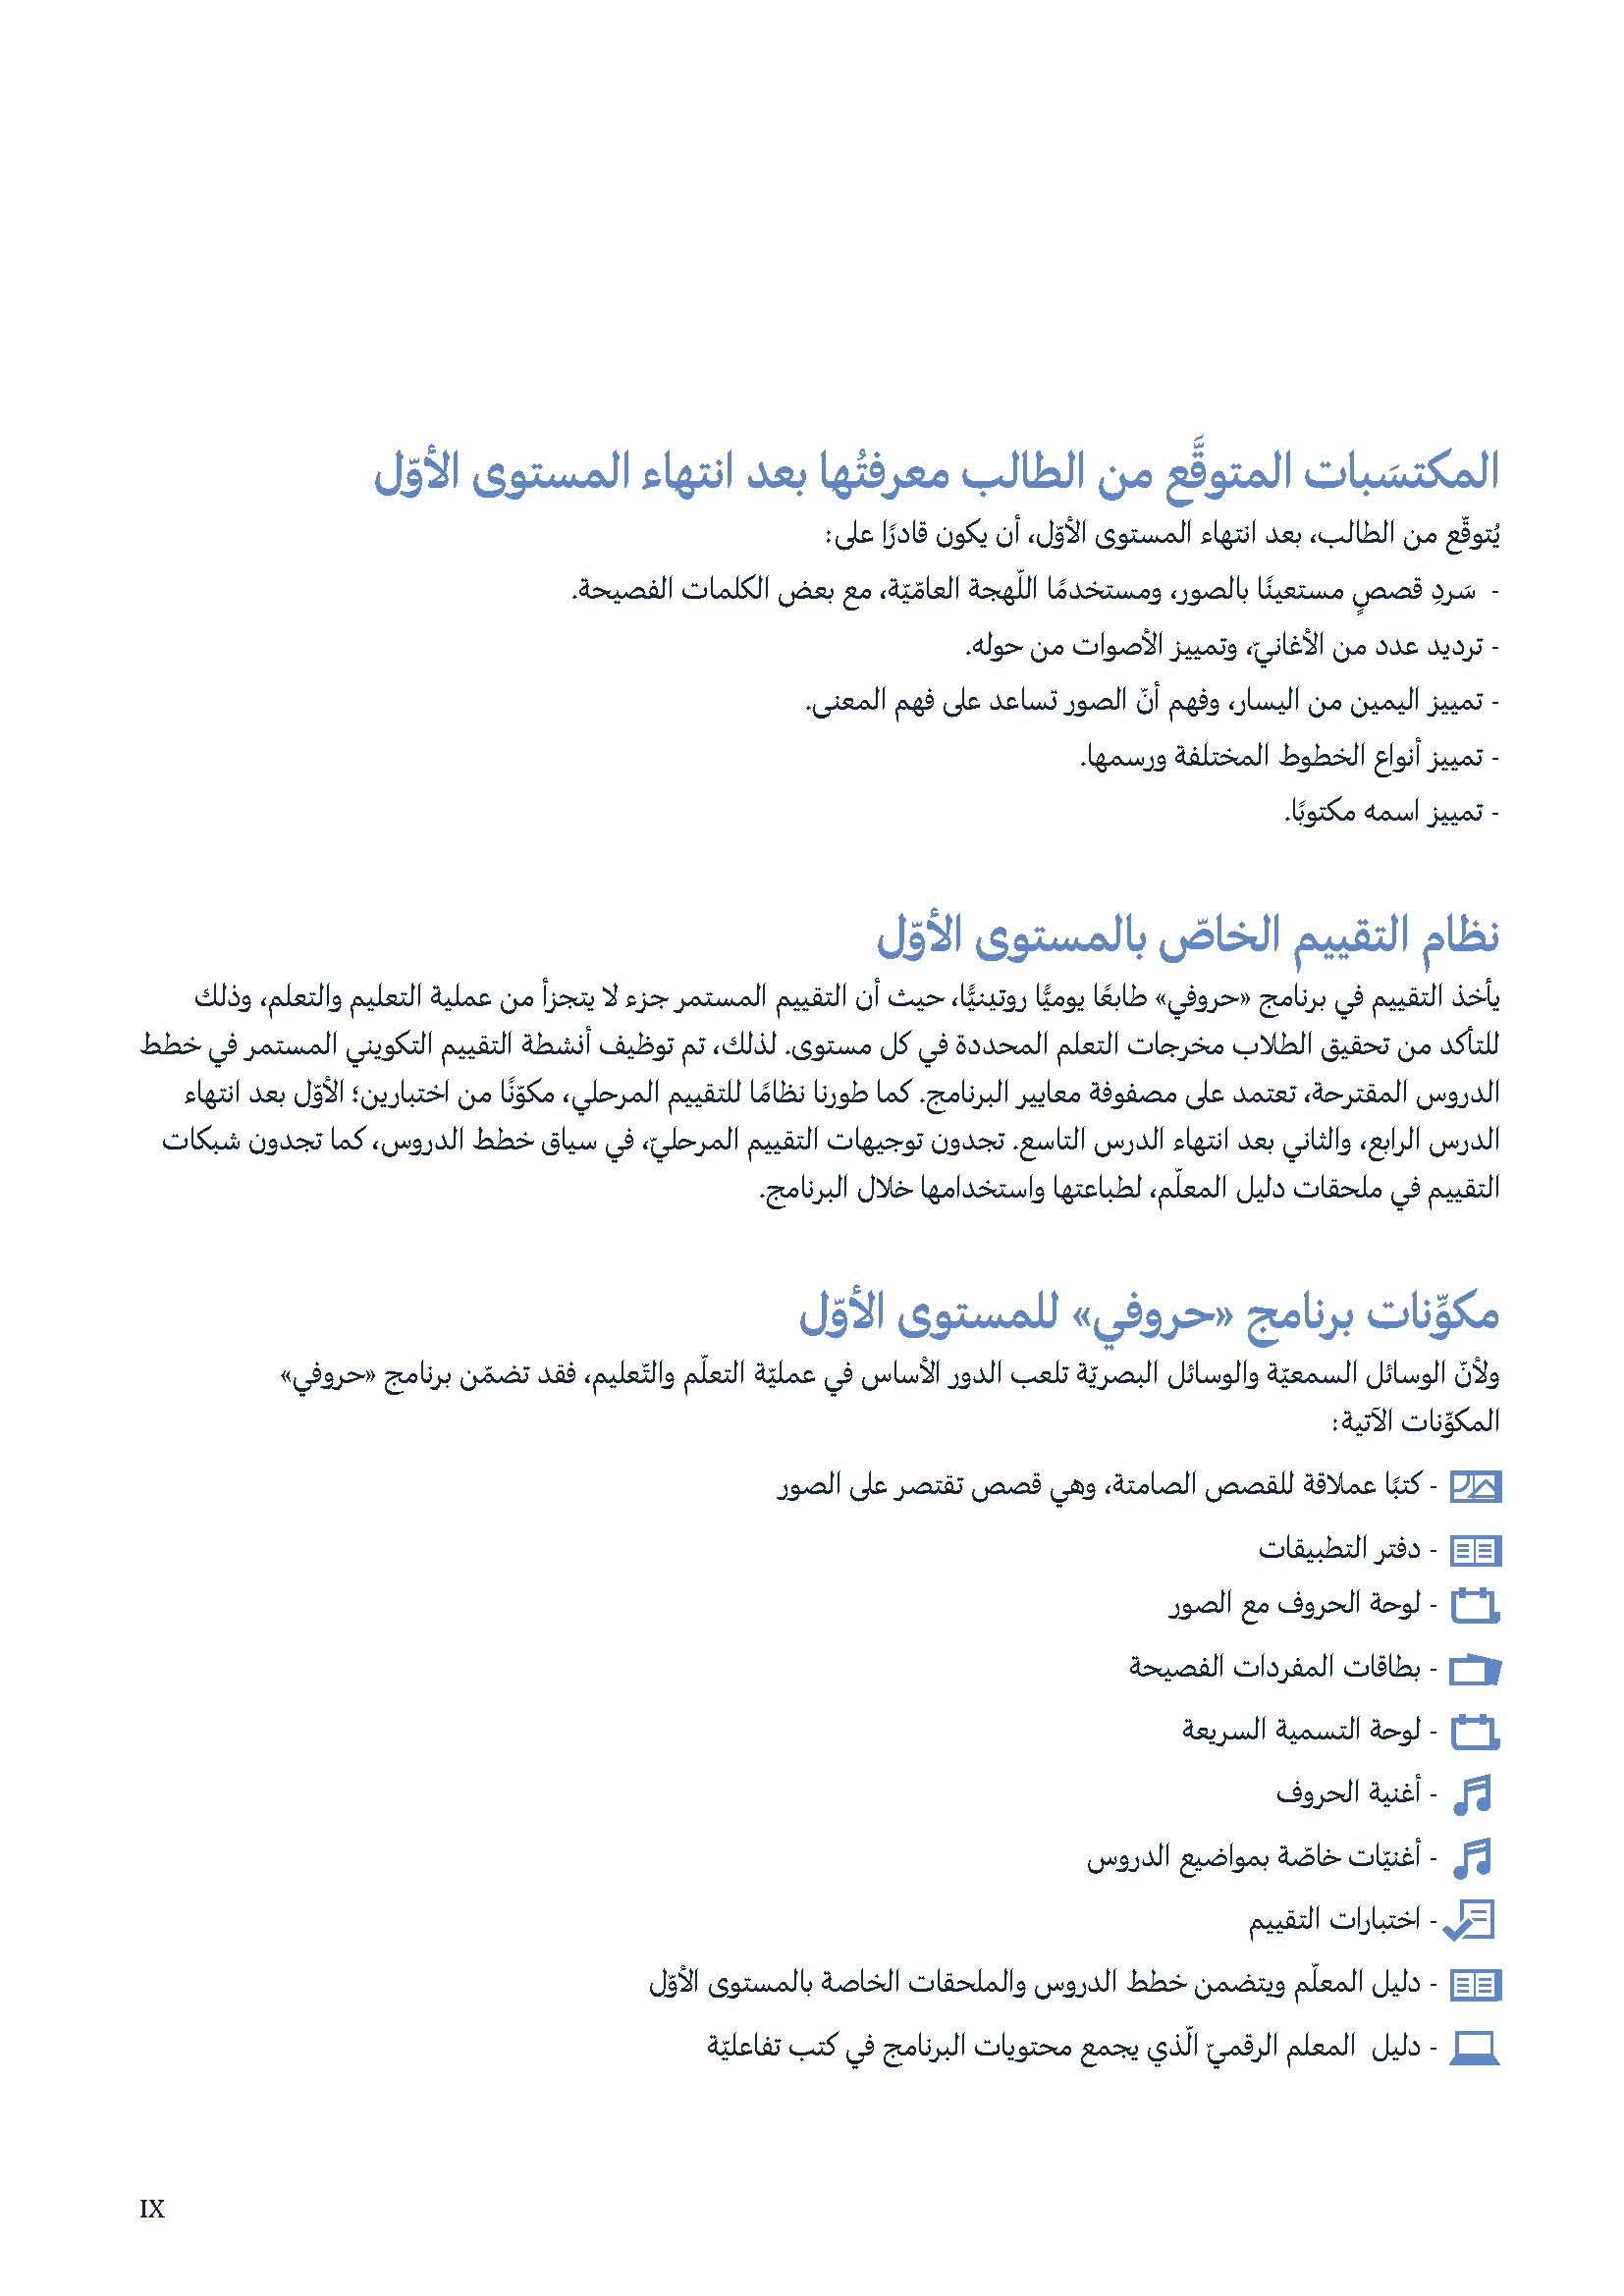 المكتسَبات المتوقَّع من الطالب معرفتُها بعد انتهاء المستوى الأوّل
يُتوقّع من الطالب، بعد انتهاء المستوى الأوّل، أن يكون قادرًا على:
- سَردِ قصصٍ مستعينًا بالصور، ومستخدمًا اللّهجة العامّيّة، مع بعض الكلمات الفصيحة.
- ترديد عدد من الأغانيّ، وتمييز الأصوات من حوله.
- تمييز اليمين من اليسار، وفهم أنّ الصور تساعد على فهم المعنى.
- تمييز أنواع الخطوط المختلفة ورسمها.
- تمييز اسمه مكتوبًا.
نظام التقييم الخاصّ بالمستوى الأوّل
يأخذ التقييم في برنامج «حروفي» طابعًا يوميًّا روتينيًّا، حيث أن التقييم المستمر جزء لا يتجزأ من عملية التعليم والتعلم، وذلك
للتأكد من تحقيق الطلاب مخرجات التعلم المحددة في كل مستوى. لذلك، تم توظيف أنشطة التقييم التكويني المستمر في خطط
الدروس المقترحة، تعتمد على مصفوفة معايير البرنامج. كما طورنا نظامًا للتقييم المرحلي، مكوّنًا من اختبارين؛ الأوّل بعد انتهاء
الدرس الرابع، والثاني بعد انتهاء الدرس التاسع. تجدون توجيهات التقييم المرحليّ، في سياق خطط الدروس، كما تجدون شبكات
التقييم في ملحقات دليل المعلّم، لطباعتها واستخدامها خلال البرنامج.
مكوِّنات برنامج «حروفي» للمستوى الأوّل
ولأنّ الوسائل السمعيّة والوسائل البصريّة تلعب الدور الأساس في عمليّة التعلّم والتّعليم، فقد تضمّن برنامج «حروفي»
المكوِّنات الآتية:
- كتبًا عملاقة للقصص الصامتة، وهي قصص تقتصر على الصور
- دفتر التطبيقات
- لوحة الحروف مع الصور
- بطاقات المفردات الفصيحة
- لوحة التسمية السريعة
- أغنية الحروف
- أغنيّات خاصّة بمواضيع الدروس
- اختبارات التقييم
- دليل المعلّم ويتضمن خطط الدروس والملحقات الخاصة بالمستوى الأوّل
- دليل المعلم الرقميّ الّذي يجمع محتويات البرنامج في كتب تفاعليّة
IX